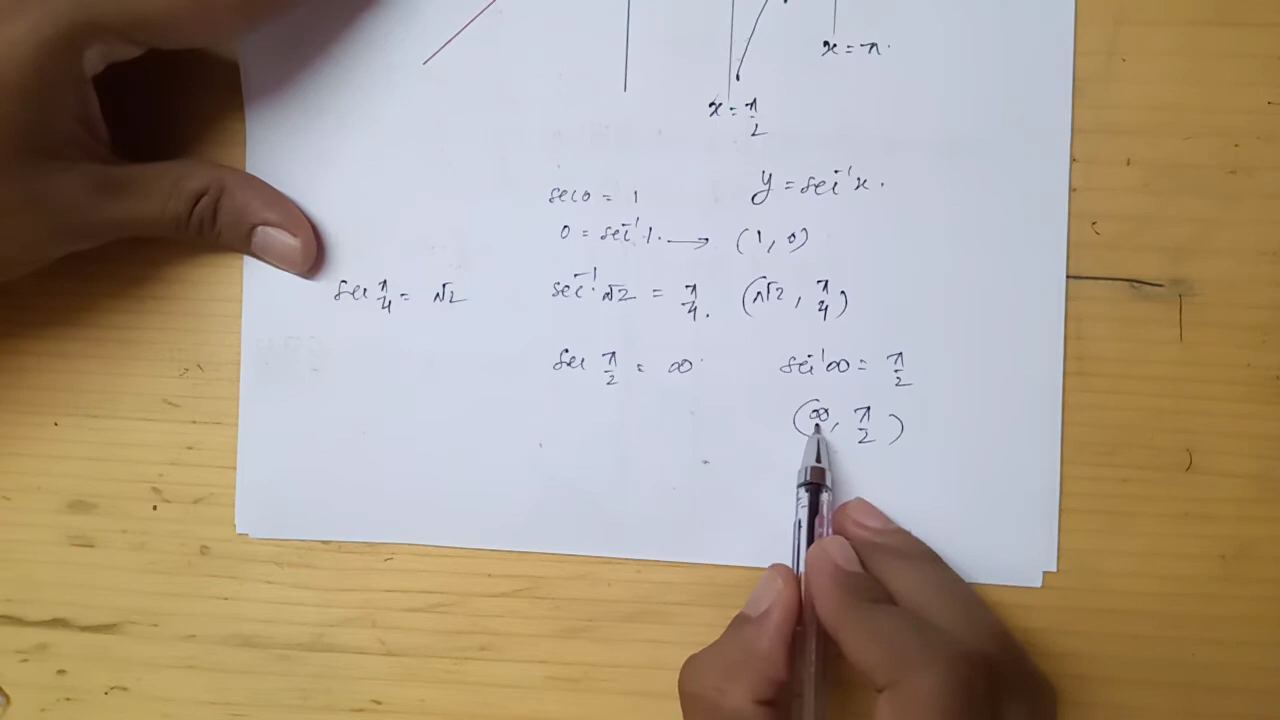 x = π.
x = π/2
sec0 = 1 y = sec⁻¹x.
0 = sec⁻¹1. → (1, 0)
sec π/4 = √2 sec⁻¹√2 = π/4. (√2, π/4)
sec π/2 = ∞ sec⁻¹∞ = π/2
(∞, π/2)